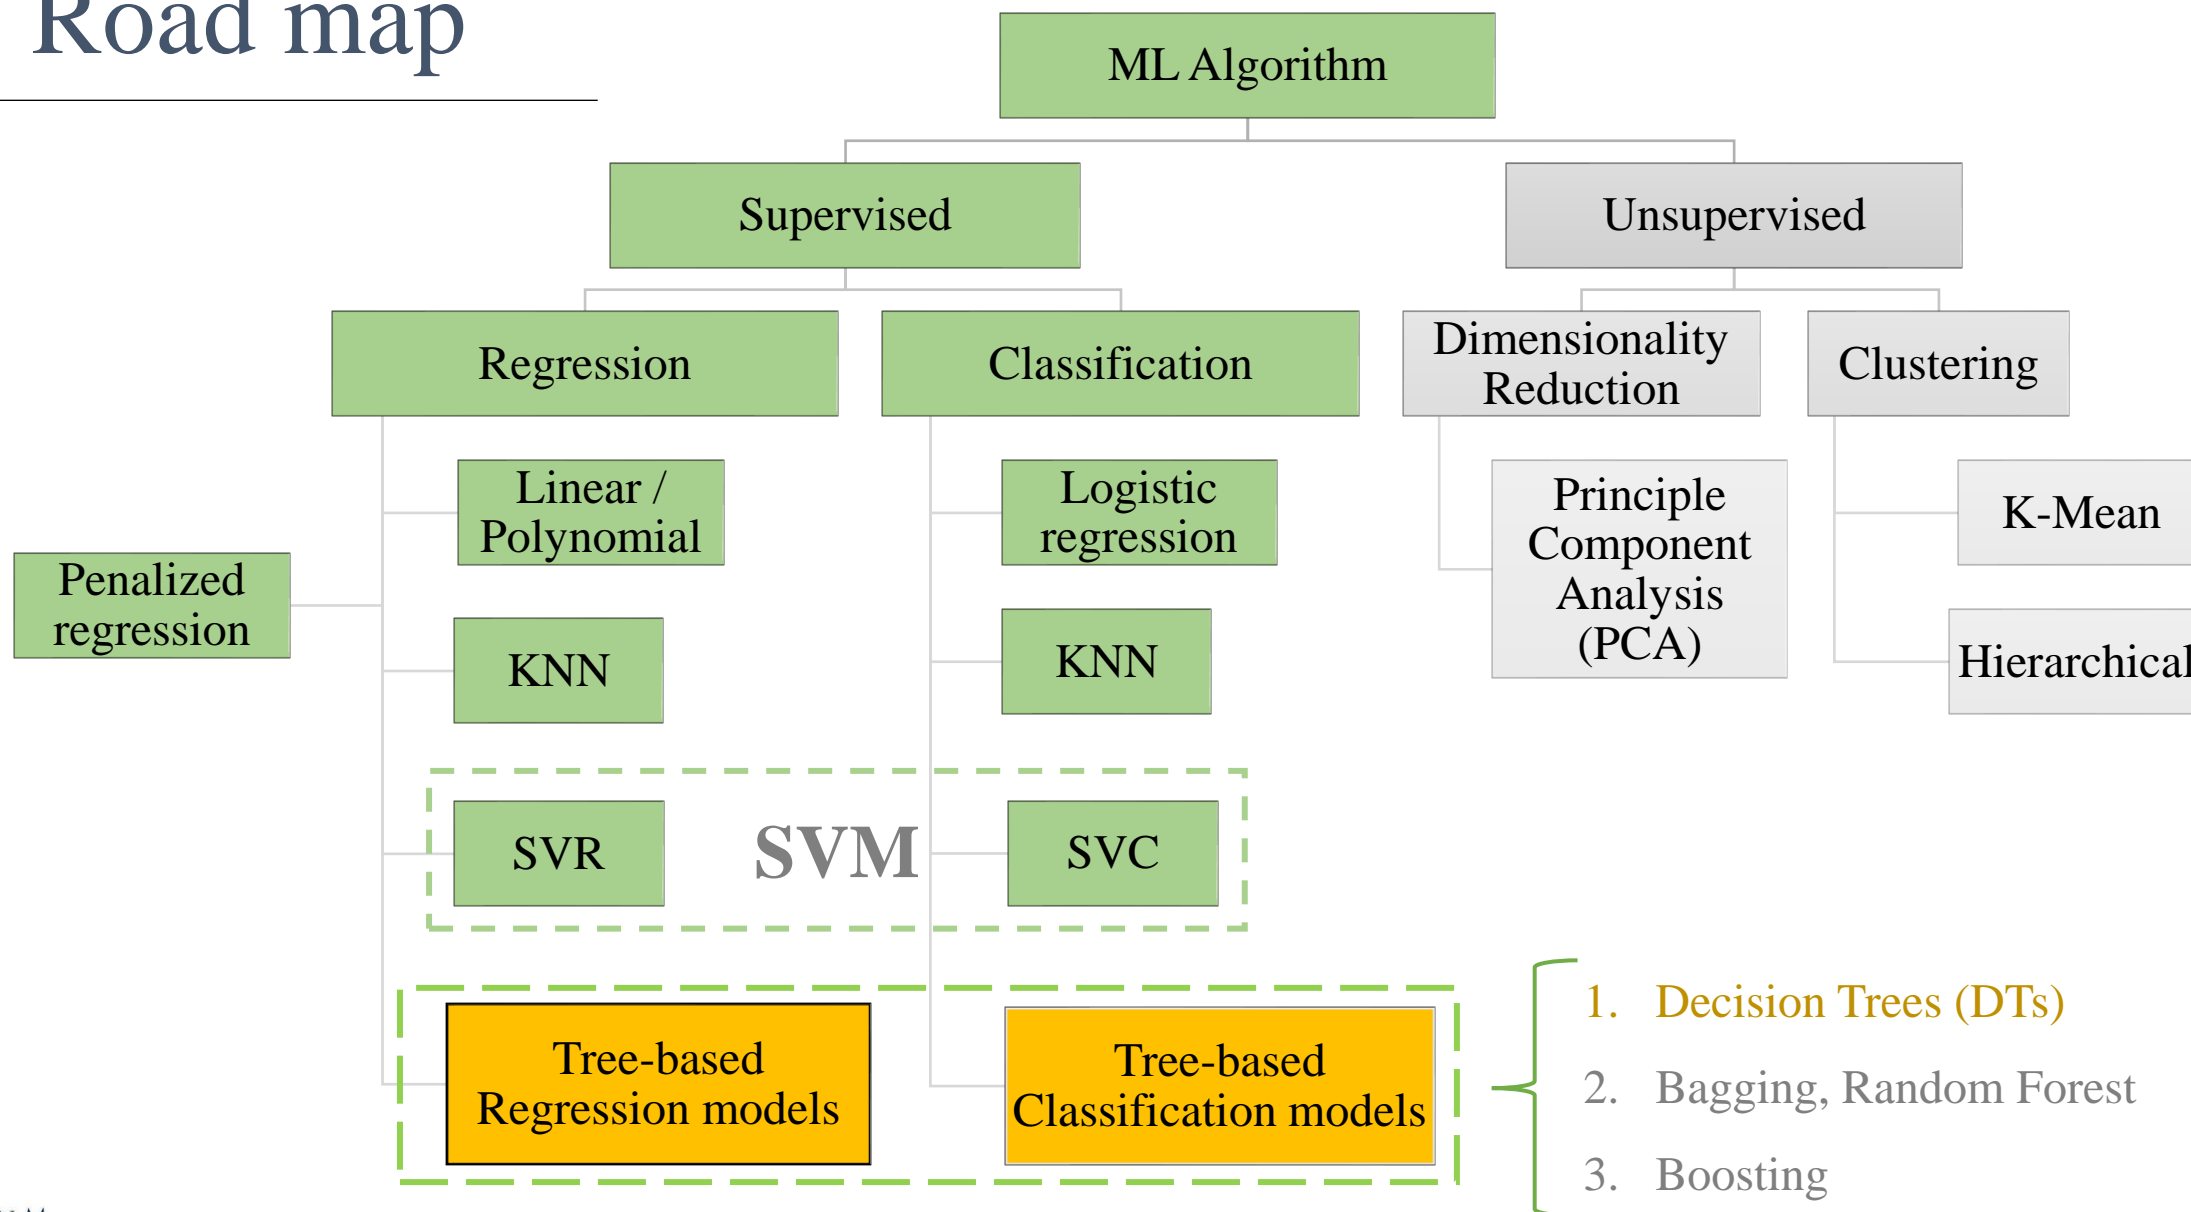 Road map
ML Algorithm
Supervised
Unsupervised
Regression
Classification
Dimensionality
Reduction
Clustering
Linear /
Polynomial
Logistic
regression
Principle
Component
Analysis
(PCA)
K-Mean
Penalized
regression
KNN
KNN
Hierarchical
SVR
SVM
SVC
Tree-based
Regression models
Tree-based
Classification models
1. Decision Trees (DTs)
2. Bagging, Random Forest
3. Boosting